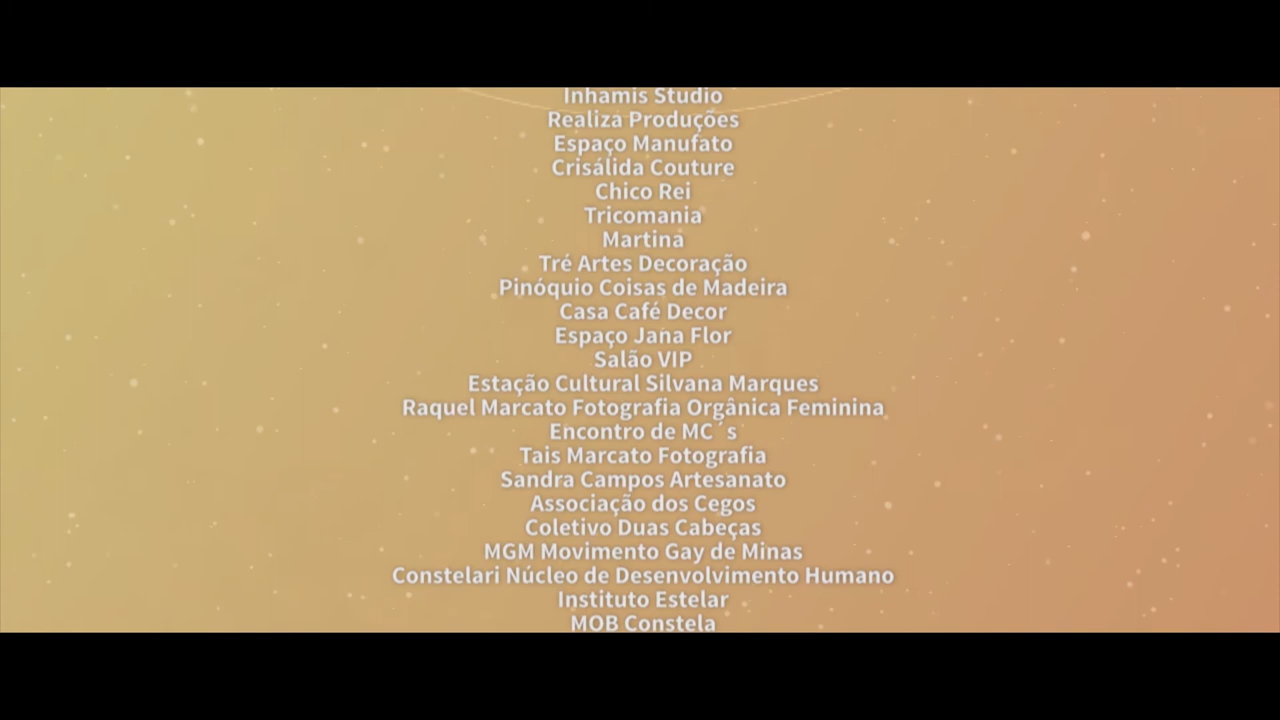 Inhamis Studio
Realiza Produções
Espaço Manufato
Crisálida Couture
Chico Rei
Tricomania
Martina
Tré Artes Decoração
Pinóquio Coisas de Madeira
Casa Café Decor
Espaço Jana Flor
Salão VIP
Estação Cultural Silvana Marques
Raquel Marcato Fotografia Orgânica Feminina
Encontro de MC´s
Tais Marcato Fotografia
Sandra Campos Artesanato
Associação dos Cegos
Coletivo Duas Cabeças
MGM Movimento Gay de Minas
Constelari Núcleo de Desenvolvimento Humano
Instituto Estelar
MOB Constela